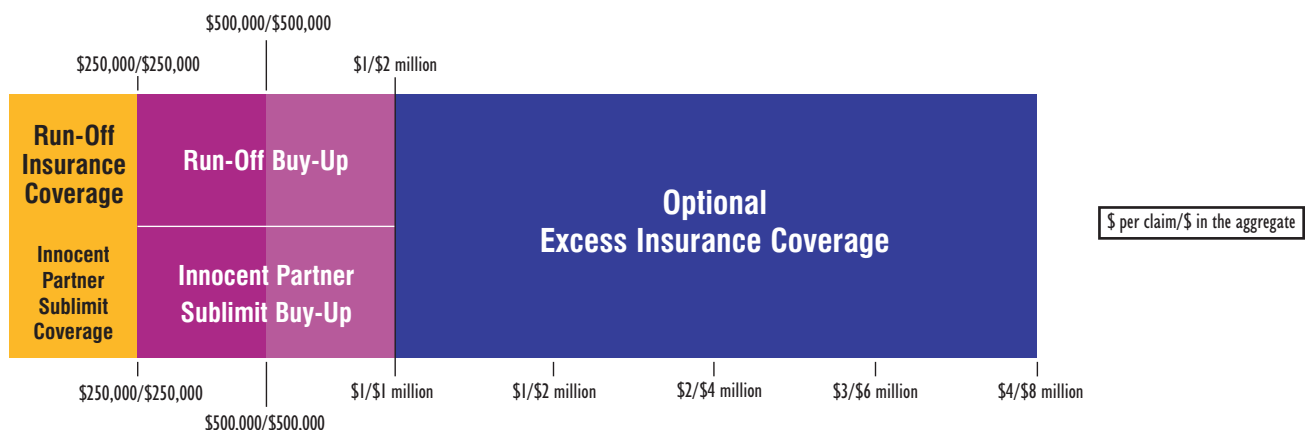 $500,000/$500,000
$250,000/$250,000
$1/$2 million
Run-Off
Insurance
Coverage
Run-Off Buy-Up
Innocent
Partner
Sublimit
Coverage
Innocent Partner
Sublimit Buy-Up
Optional
Excess Insurance Coverage
$ per claim/$ in the aggregate
$250,000/$250,000
$500,000/$500,000
$1/$1 million
$1/$2 million
$2/$4 million
$3/$6 million
$4/$8 million